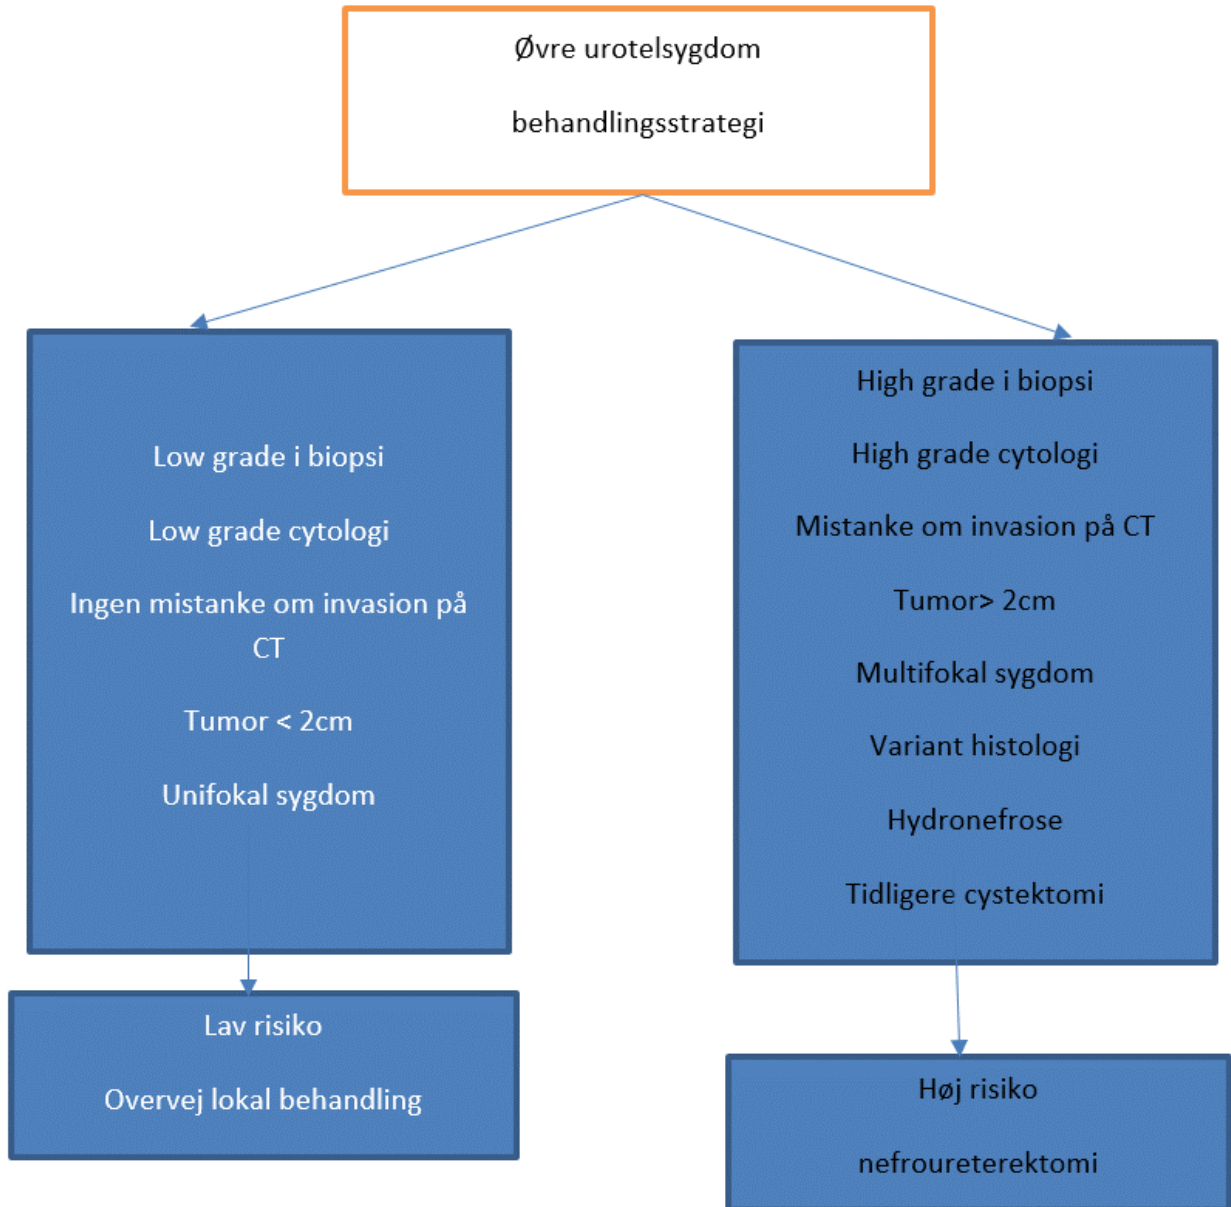 Øvre urotelsygdom
behandlingsstrategi
Low grade i biopsi
Low grade cytologi
Ingen mistanke om invasion på
CT
Tumor < 2cm
Unifokal sygdom
Lav risiko
Overvej lokal behandling
High grade i biopsi
High grade cytologi
Mistanke om invasion på CT
Tumor> 2cm
Multifokal sygdom
Variant histologi
Hydronefrose
Tidligere cystektomi
Høj risiko
nefroureterektomi